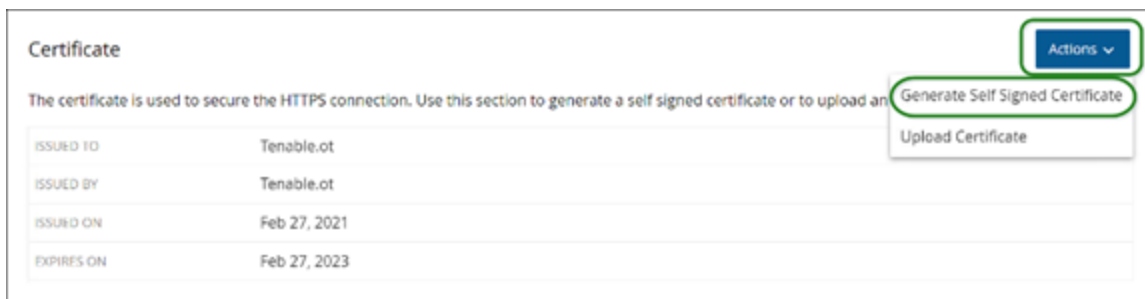 Certificate
Actions
The certificate is used to secure the HTTPS connection. Use this section to generate a self signed certificate or to upload an
Generate Self Signed Certificate
Upload Certificate
ISSUED TO Tenable.ot
ISSUED BY Tenable.ot
ISSUED ON Feb 27, 2021
EXPIRES ON Feb 27, 2023